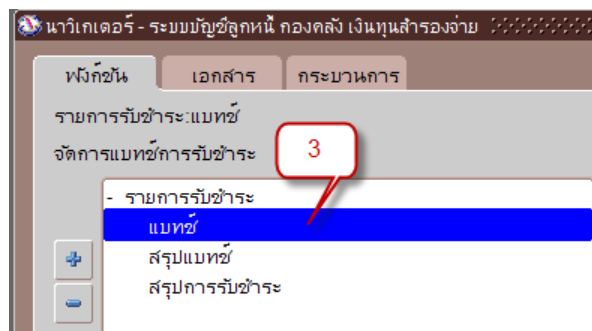 นาวิเกเตอร์ - ระบบบัญชีลูกหนี้ กองคลัง เงินทุนสำรองจ่าย
ฟังก์ชัน เอกสาร กระบวนการ
รายการรับชำระ:แบทช์
จัดการแบทช์การรับชำระ
3
- รายการรับชำระ
แบทช์
สรุปแบทช์
สรุปการรับชำระ